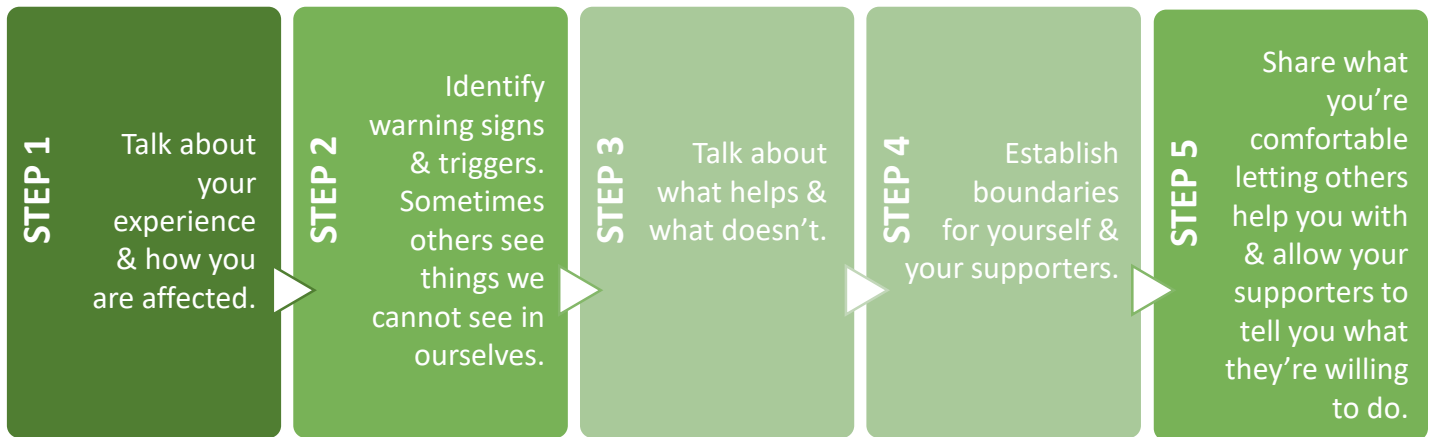 STEP 1
Talk about
your
experience
& how you
are affected.
STEP 2
Identify
warning signs
& triggers.
Sometimes
others see
things we
cannot see in
ourselves.
STEP 3
Talk about
what helps &
what doesn’t.
STEP 4
Establish
boundaries
for yourself &
your supporters.
STEP 5
Share what
you’re
comfortable
letting others
help you with
& allow your
supporters to
tell you what
they’re willing
to do.